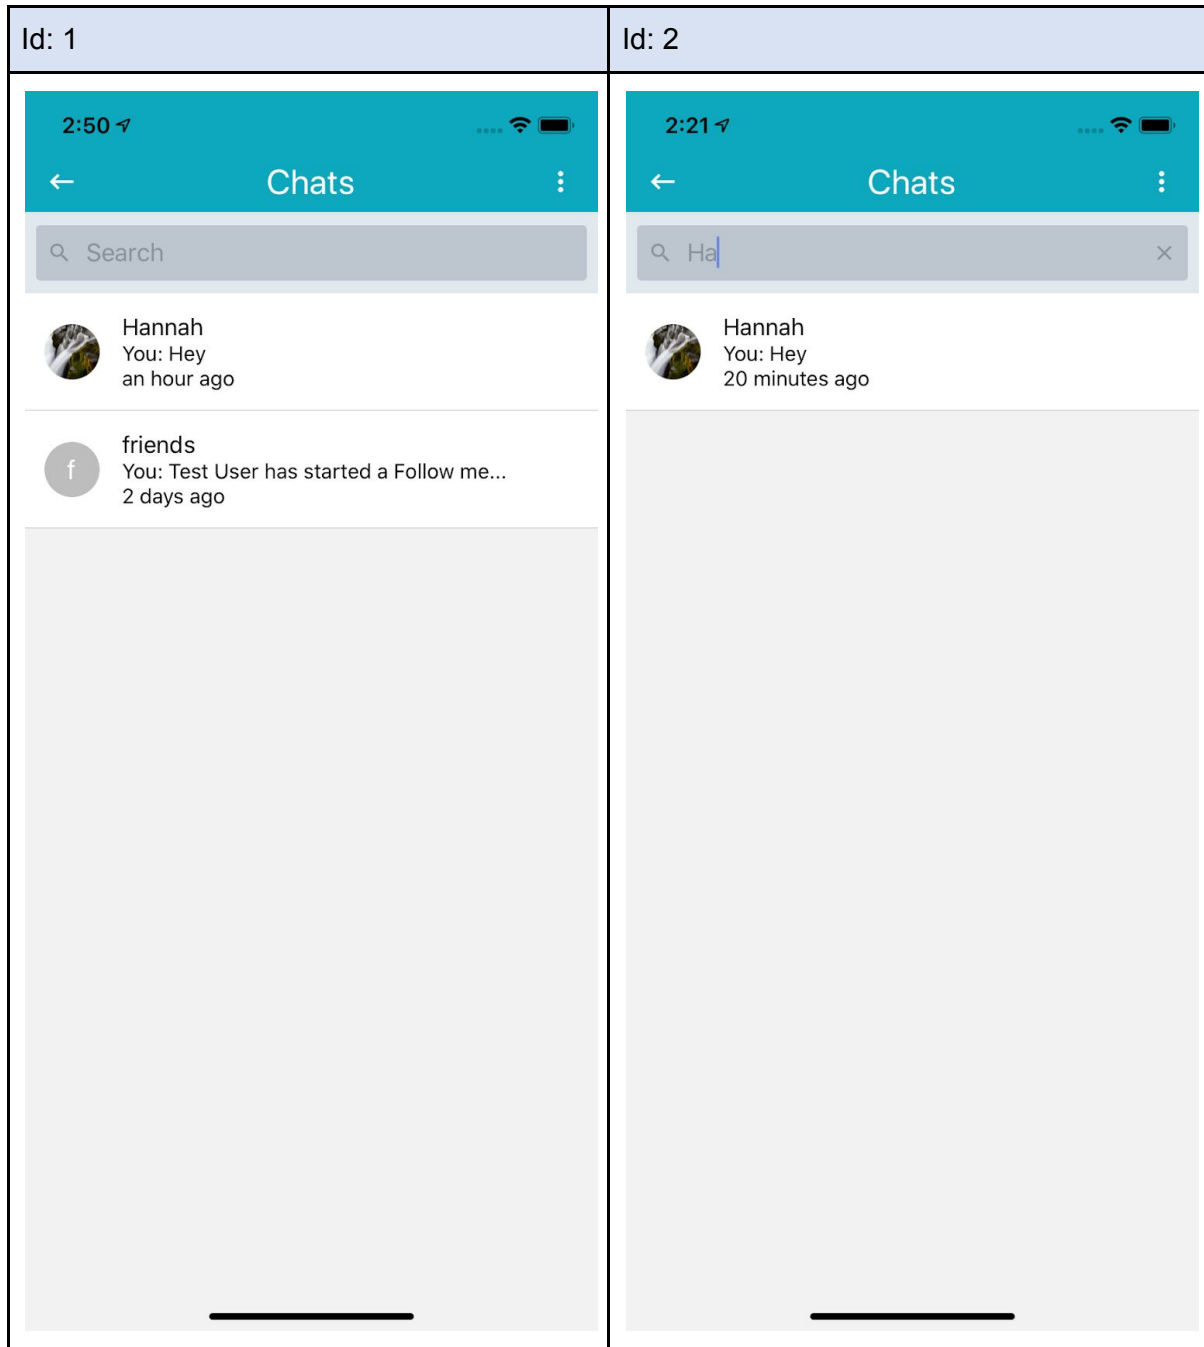 Id: 1
2:50
Chats
Search
Hannah
You: Hey
an hour ago
f
friends
You: Test User has started a Follow me...
2 days ago
Id: 2
2:21
Chats
Ha
Hannah
You: Hey
20 minutes ago